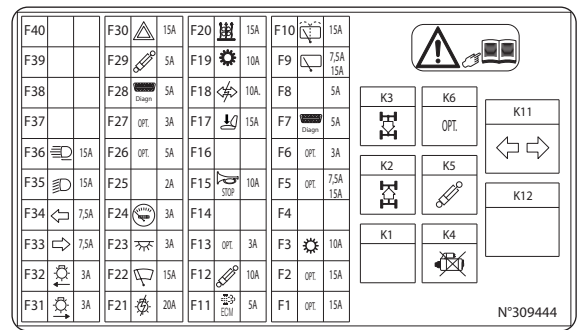 F40 F30 15A F20 15A F10 15A
F39 F29 5A F19 10A F9 7,5A 15A
F38 F28 Diagn 5A F18 10A. F8 5A
F37 F27 OPT. 3A F17 15A F7 Diagn 5A
F36 15A F26 OPT. 5A F16 F6 OPT. 3A
F35 15A F25 2A F15 STOP 10A F5 OPT. 7,5A 15A
F34 7,5A F24 3A F14 F4
F33 7,5A F23 3A F13 OPT. 3A F3 10A
F32 3A F22 15A F12 10A F2 OPT. 15A
F31 3A F21 20A F11 ECM 5A F1 OPT. 15A
K3 K6 K11
OPT.
K2 K5 K12
K1 K4
N°309444